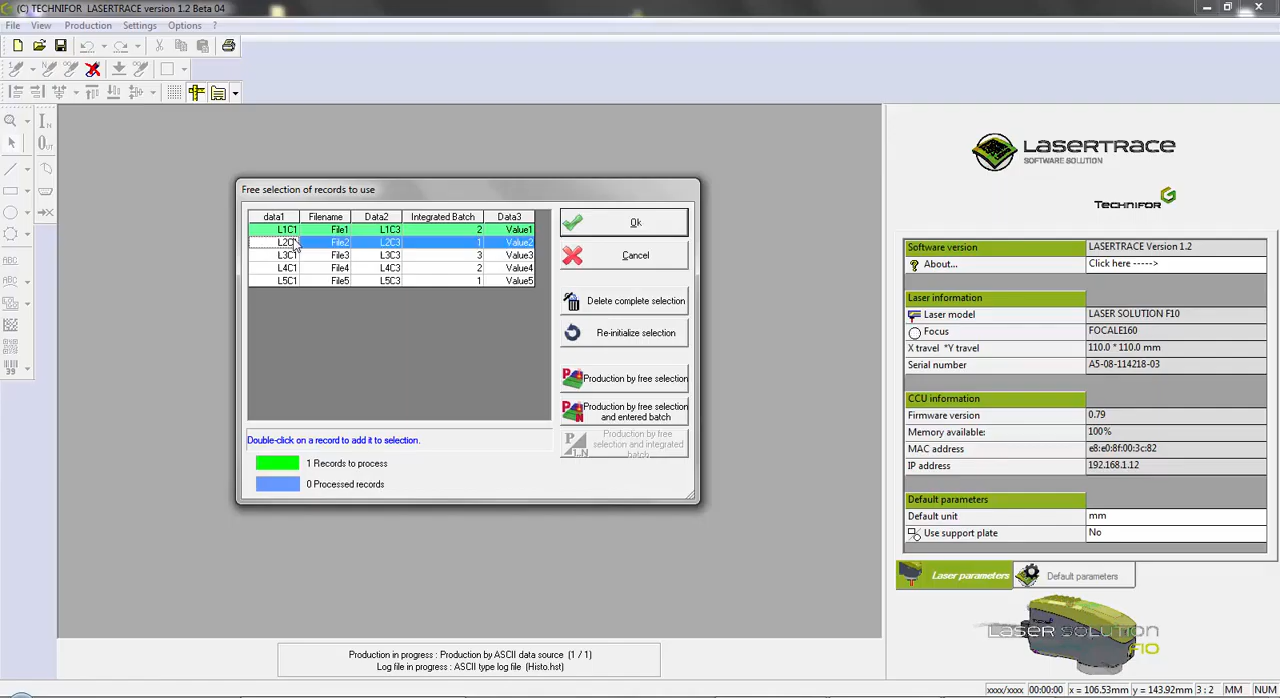 (C) TECHNIFOR LASERTRACE version 1.2 Beta 04
File View Production Settings Options ?
LASERTRACE
SOFTWARE SOLUTION
TECHNIFOR
Free selection of records to use
data1 Filename Data2 Integrated Batch Data3
L1C1 File1 L1C3 2 Value1
L2C1 File2 L2C3 1 Value2
L3C1 File3 L3C3 3 Value3
L4C1 File4 L4C3 2 Value4
L5C1 File5 L5C3 1 Value5
Ok
Cancel
Delete complete selection
Re-initialize selection
Production by free selection
Production by free selection
and entered batch
Production by free
selection and integrated
batch
Double-click on a record to add it to selection.
1 Records to process
0 Processed records
Software version LASERTRACE Version 1.2
About... Click here ----->
Laser information
Laser model LASER SOLUTION F10
Focus FOCALE160
X travel *Y travel 110.0 * 110.0 mm
Serial number A5-08-114218-03
CCU information
Firmware version 0.79
Memory available: 100%
MAC address e8:e0:8f:00:3c:82
IP address 192.168.1.12
Default parameters
Default unit mm
Use support plate No
Laser parameters Default parameters
LASER SOLUTION
F10
Production in progress : Production by ASCII data source (1 / 1)
Log file in progress : ASCII type log file (Histo.hst)
xxxx/xxxx 00:00:00 x = 106.53mm y = 143.92mm 3 : 2 MM NUM